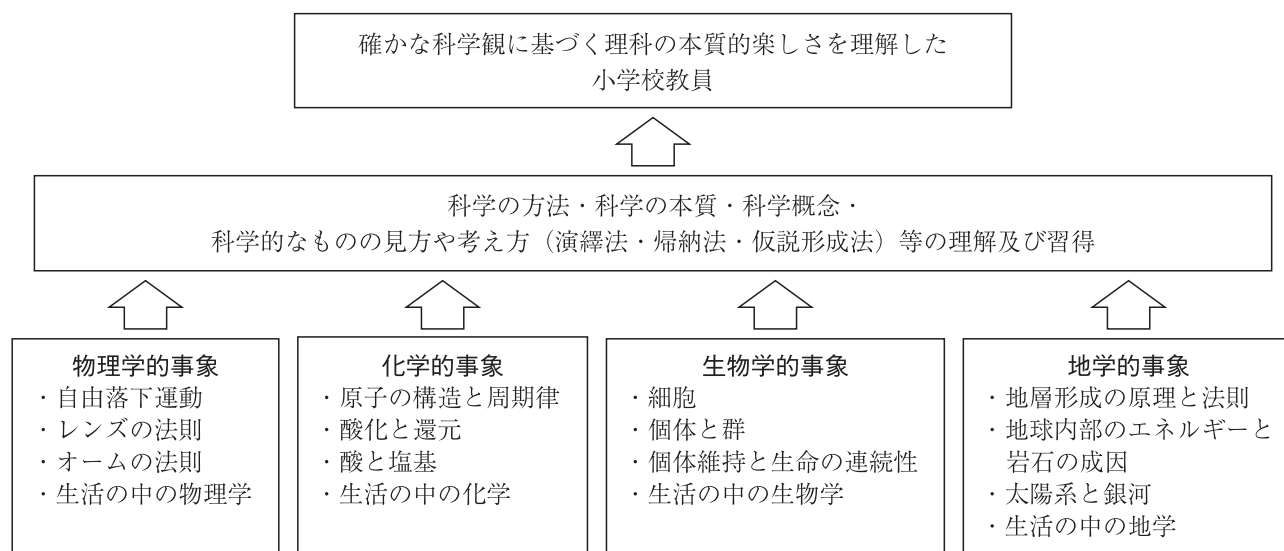 確かな科学観に基づく理科の本質的楽しさを理解した
小学校教員
科学の方法・科学の本質・科学概念・
科学的なものの見方や考え方（演繹法・帰納法・仮説形成法）等の理解及び習得
物理学的事象
・自由落下運動
・レンズの法則
・オームの法則
・生活の中の物理学
化学的事象
・原子の構造と周期律
・酸化と還元
・酸と塩基
・生活の中の化学
生物学的事象
・細胞
・個体と群
・個体維持と生命の連続性
・生活の中の生物学
地学的事象
・地層形成の原理と法則
・地球内部のエネルギーと
岩石の成因
・太陽系と銀河
・生活の中の地学